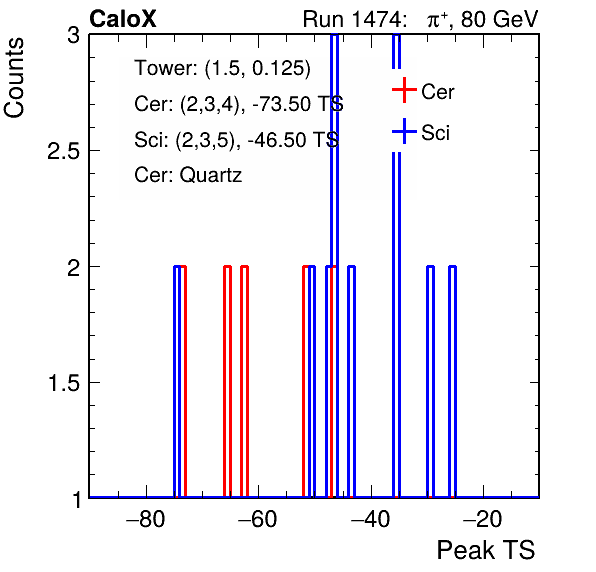 CaloX Run 1474: π+, 80 GeV
Counts
3
2.5
2
1.5
1
Tower: (1.5, 0.125)
Cer: (2,3,4), -73.50 TS
Sci: (2,3,5), -46.50 TS
Cer: Quartz
Cer
Sci
−80 −60 −40 −20
Peak TS